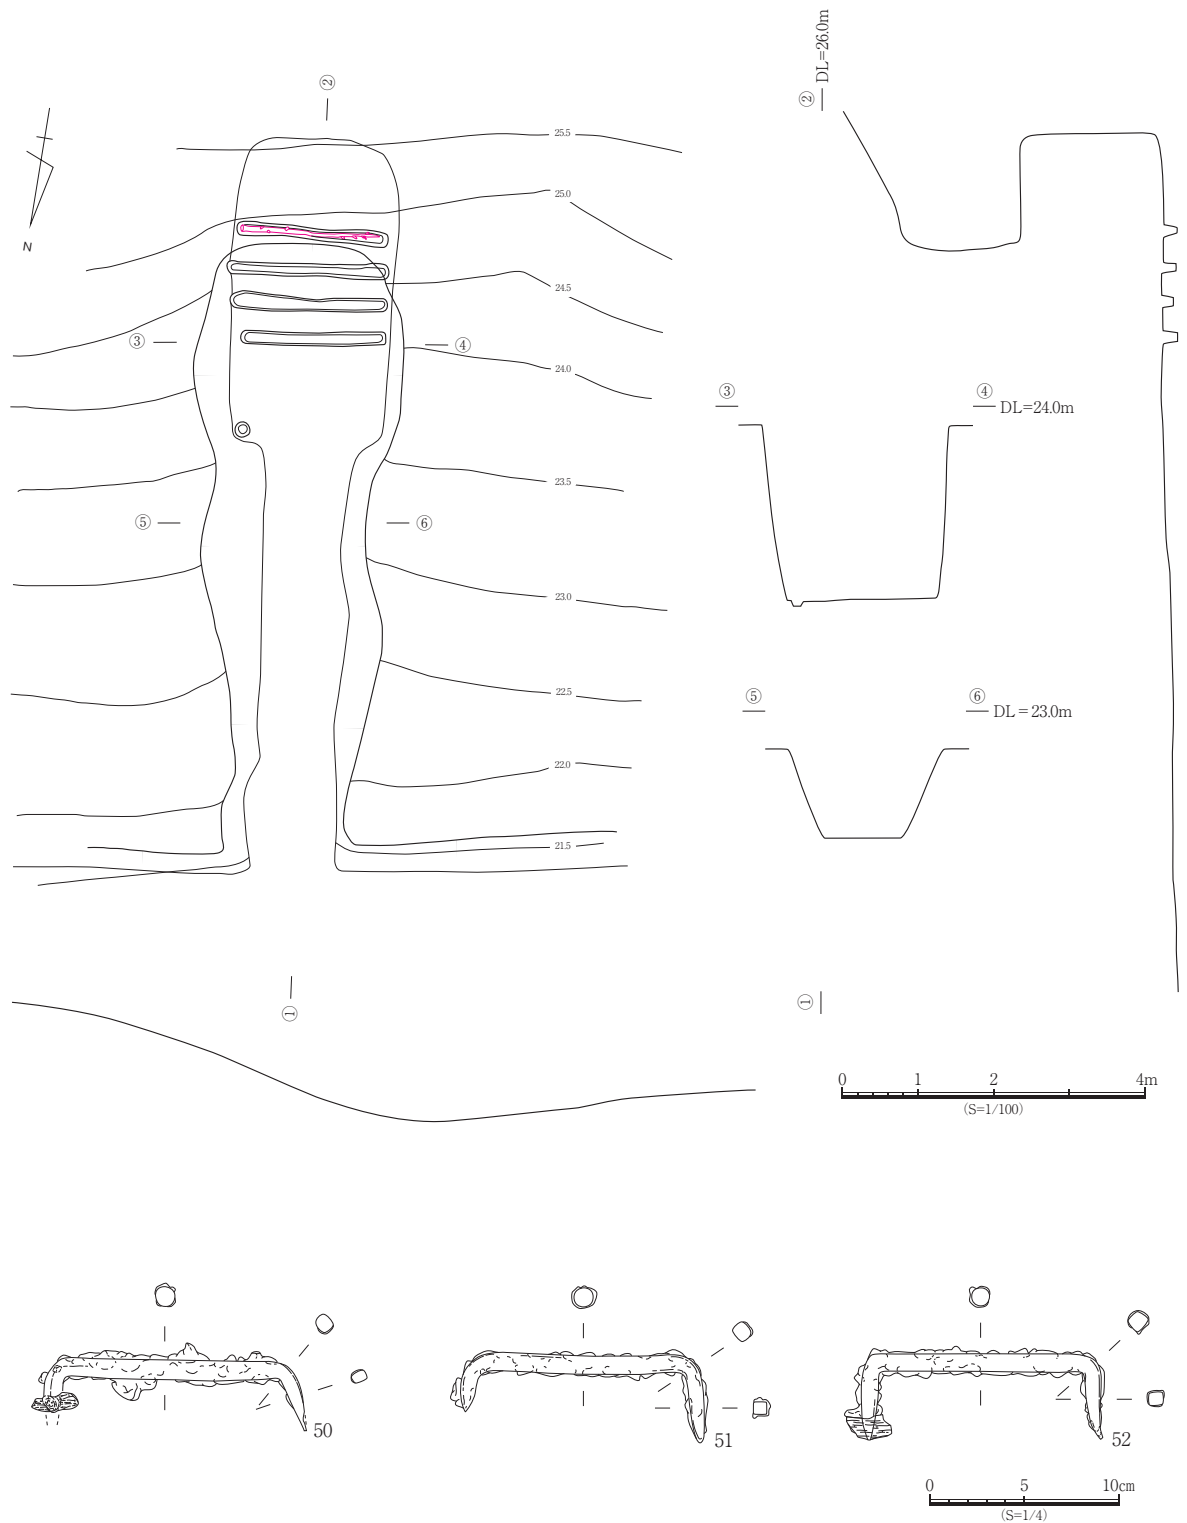 ②
DL=26.0m
②
25.5
25.0
N
24.5
③
④
24.0
③
④ DL=24.0m
23.5
⑤
⑥
23.0
22.5
⑤
⑥ DL=23.0m
22.0
21.5
①
①
0 1 2 4m
(S=1/100)
50
51
52
0 5 10cm
(S=1/4)